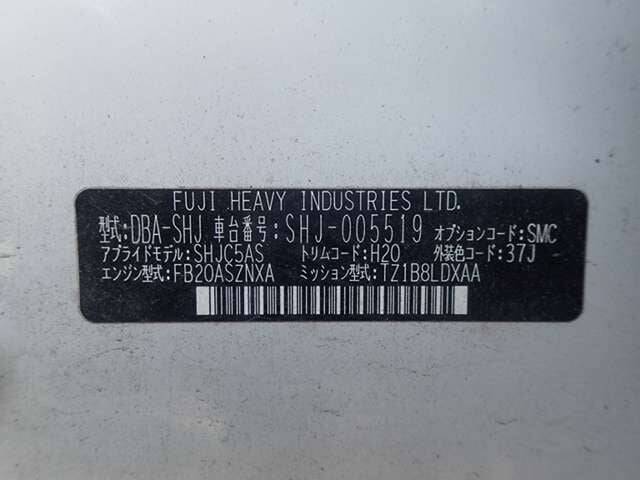 FUJI HEAVY INDUSTRIES LTD.
型式:DBA-SHJ 車台番号:SHJ-005519 オプションコード:SMC
アプライドモデル:SHJC5AS トリムコード:H20 外装色コード:37J
エンジン型式:FB20ASZNXA ミッション型式:TZ1B8LDXAA